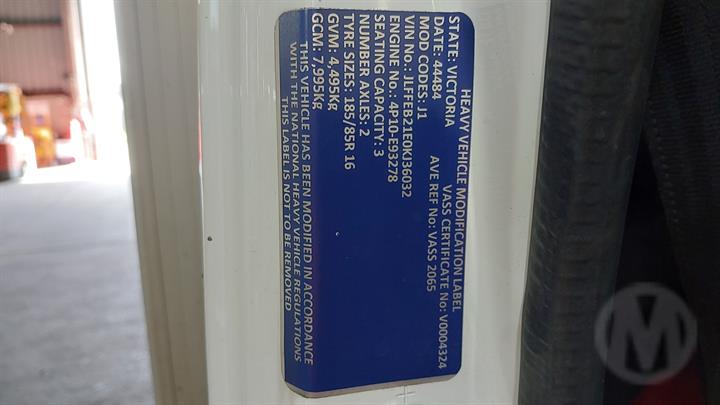 HEAVY VEHICLE MODIFICATION LABEL
STATE: VICTORIA VASS CERTIFICATE No: V0004324
DATE: 44484 AVE REF No: VASS 2065
MOD CODES: J1
VIN NO.: JLFFEB21E0KJ36032
ENGINE No.: 4P10-E93278
SEATING CAPACITY: 3
NUMBER AXLES: 2
TYRE SIZES: 185/85R 16
GVM: 4,495Kg
GCM: 7,995Kg
THIS VEHICLE HAS BEEN MODIFIED IN ACCORDANCE
WITH THE NATIONAL HEAVY VEHICLE REGULATIONS
THIS LABEL IS NOT TO BE REMOVED
M